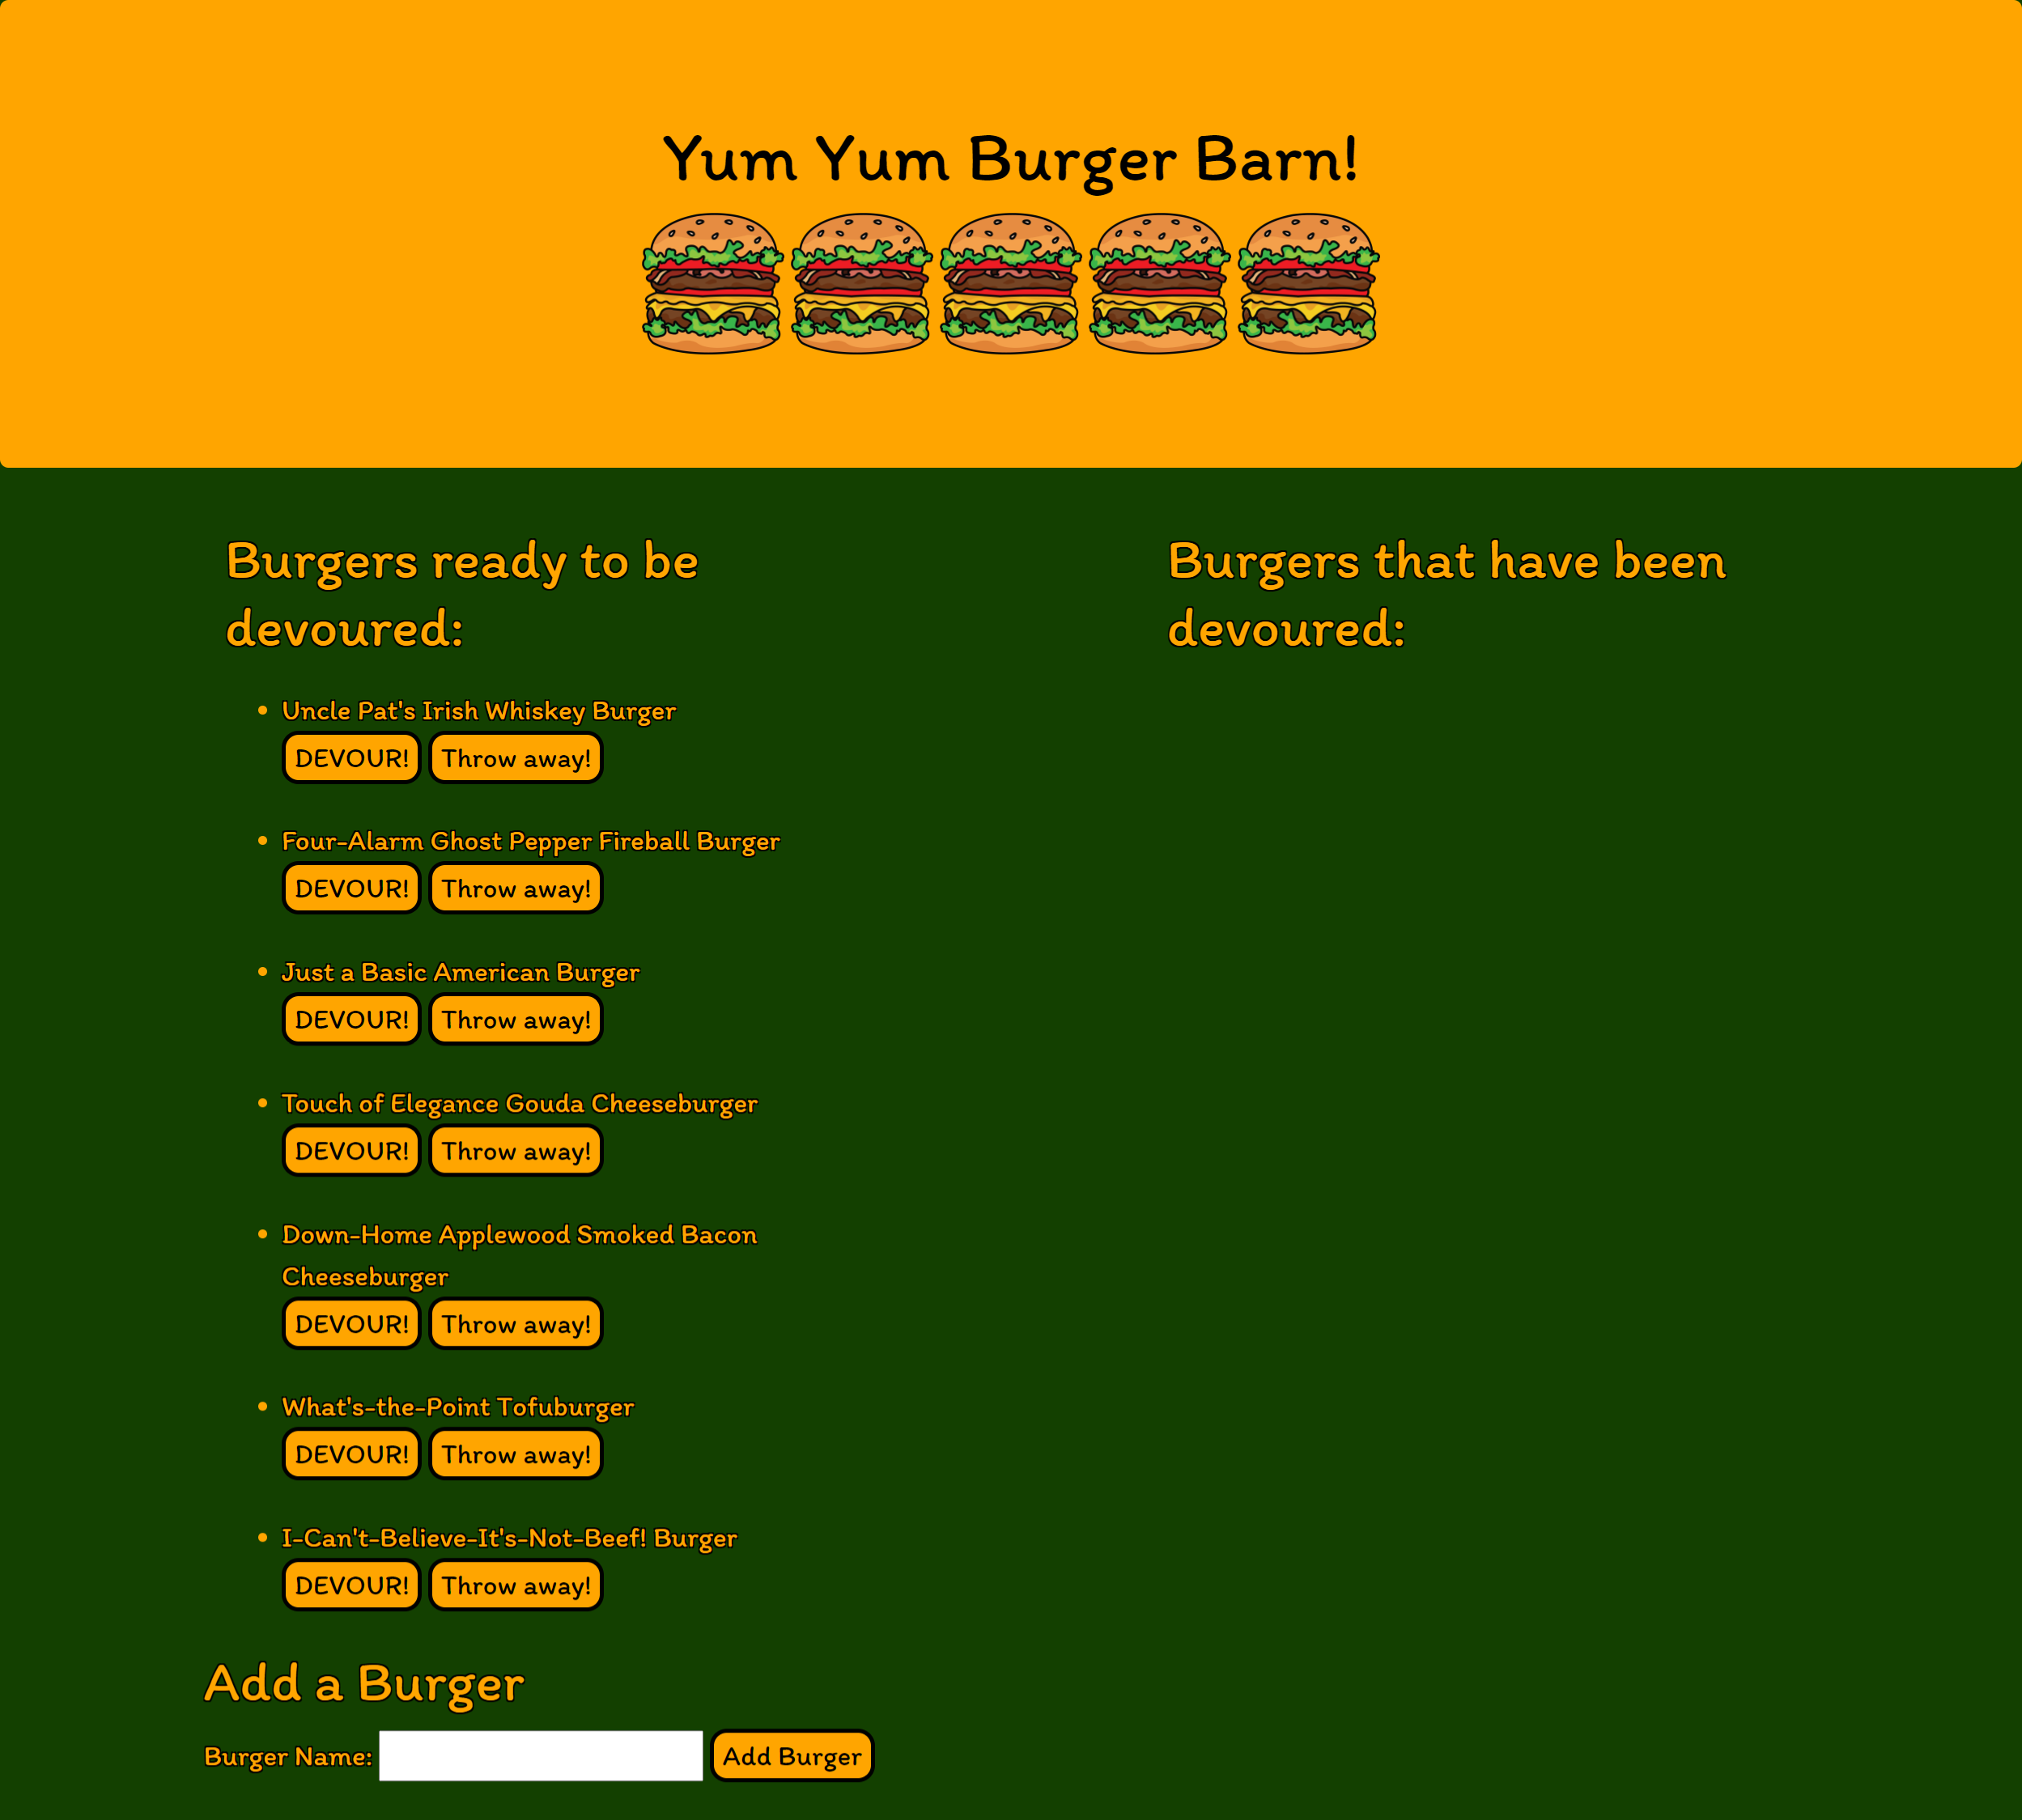 Yum Yum Burger Barn!
Burgers ready to be
devoured:
Uncle Pat's Irish Whiskey Burger
DEVOUR! Throw away!
Four-Alarm Ghost Pepper Fireball Burger
DEVOUR! Throw away!
Just a Basic American Burger
DEVOUR! Throw away!
Touch of Elegance Gouda Cheeseburger
DEVOUR! Throw away!
Down-Home Applewood Smoked Bacon
Cheeseburger
DEVOUR! Throw away!
What's-the-Point Tofuburger
DEVOUR! Throw away!
I-Can't-Believe-It's-Not-Beef! Burger
DEVOUR! Throw away!
Burgers that have been
devoured:
Add a Burger
Burger Name: Add Burger